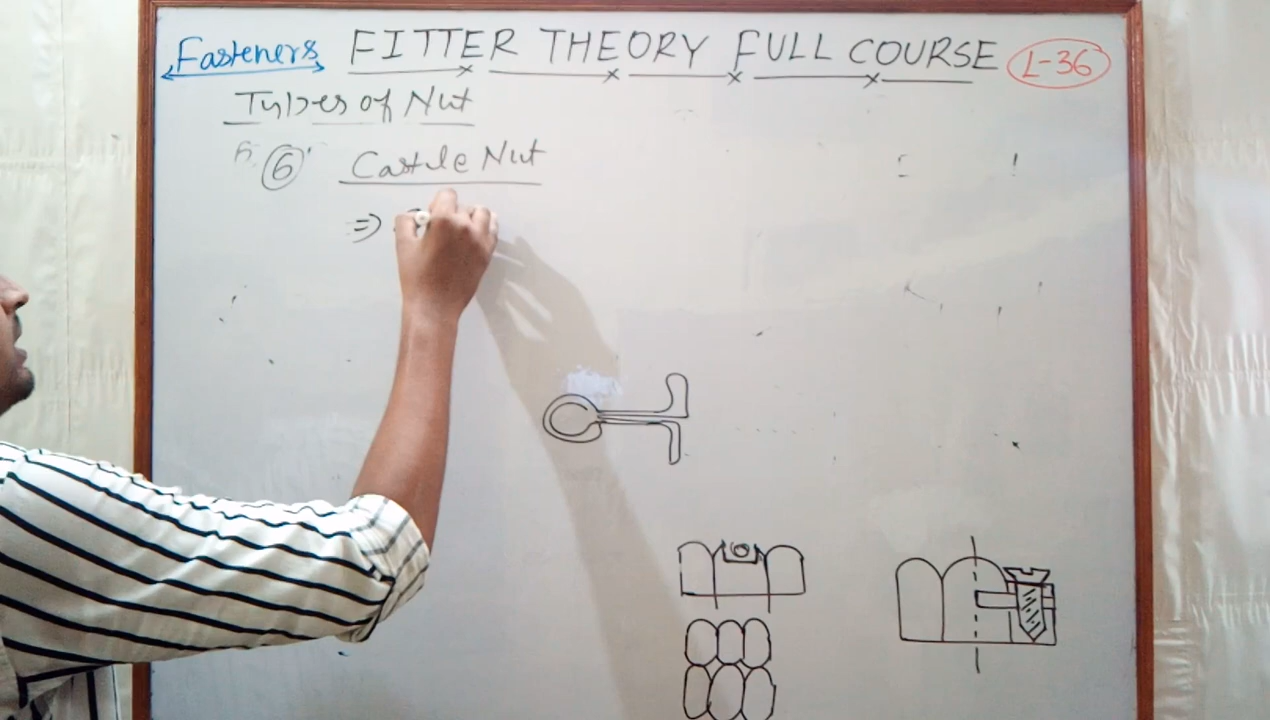 Fasteners FITTER THEORY FULL COURSE L-36
Types of Nut
6 Castle Nut
⇒